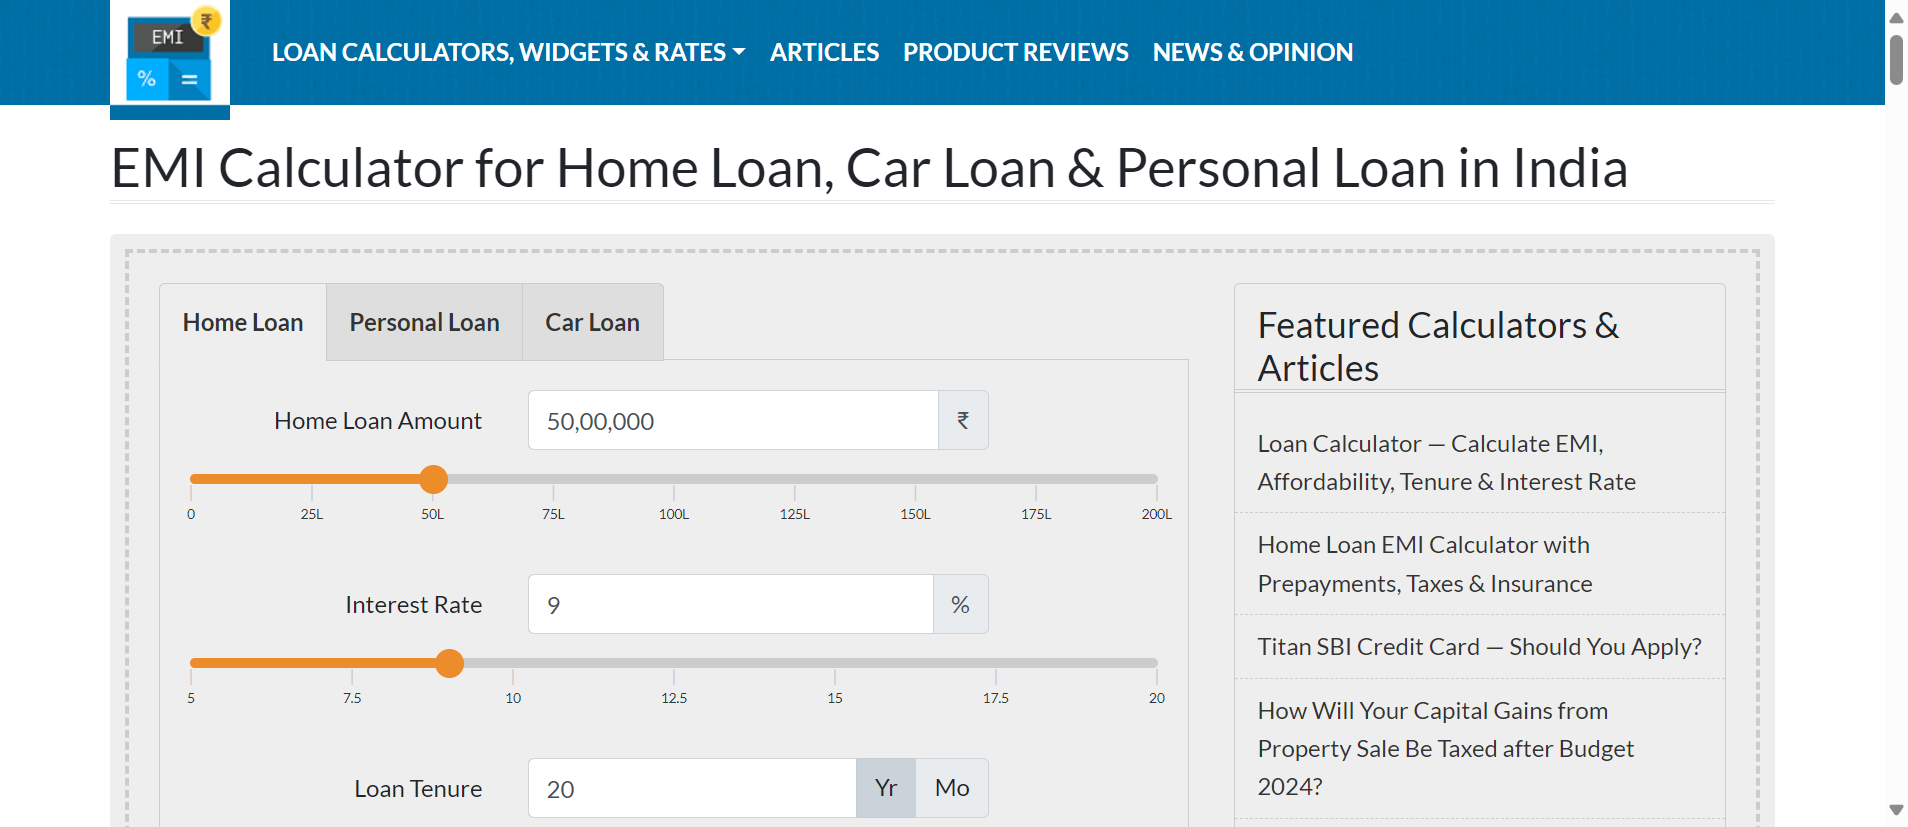 EMI
₹
%
=
LOAN CALCULATORS, WIDGETS & RATES
ARTICLES
PRODUCT REVIEWS
NEWS & OPINION
EMI Calculator for Home Loan, Car Loan & Personal Loan in India
Home Loan
Personal Loan
Car Loan
Home Loan Amount
50,00,000
₹
0 25L 50L 75L 100L 125L 150L 175L 200L
Interest Rate
9
%
5 7.5 10 12.5 15 17.5 20
Loan Tenure
20
Yr
Mo
Featured Calculators &
Articles
Loan Calculator — Calculate EMI,
Affordability, Tenure & Interest Rate
Home Loan EMI Calculator with
Prepayments, Taxes & Insurance
Titan SBI Credit Card — Should You Apply?
How Will Your Capital Gains from
Property Sale Be Taxed after Budget
2024?